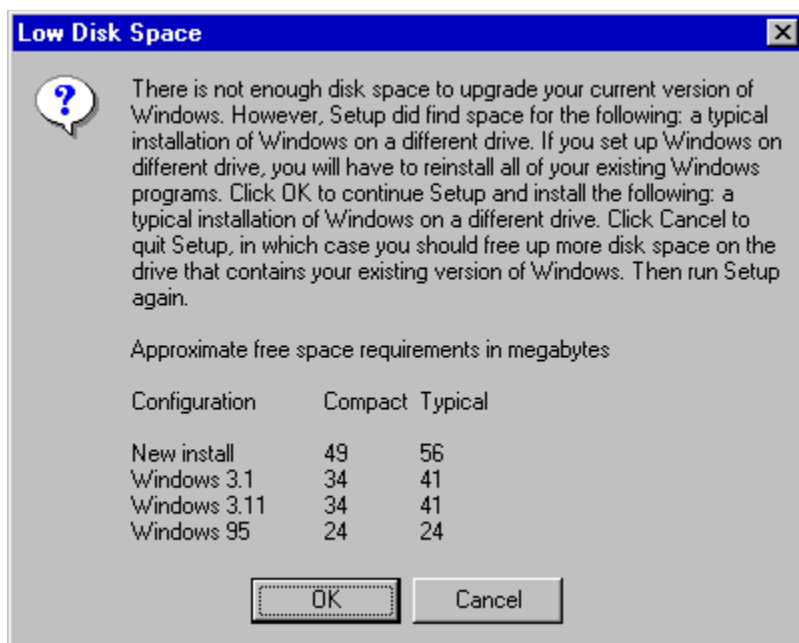 Low Disk Space
There is not enough disk space to upgrade your current version of
Windows. However, Setup did find space for the following: a typical
installation of Windows on a different drive. If you set up Windows on
different drive, you will have to reinstall all of your existing Windows
programs. Click OK to continue Setup and install the following: a
typical installation of Windows on a different drive. Click Cancel to
quit Setup, in which case you should free up more disk space on the
drive that contains your existing version of Windows. Then run Setup
again.
Approximate free space requirements in megabytes
Configuration Compact Typical
New install 49 56
Windows 3.1 34 41
Windows 3.11 34 41
Windows 95 24 24
OK Cancel